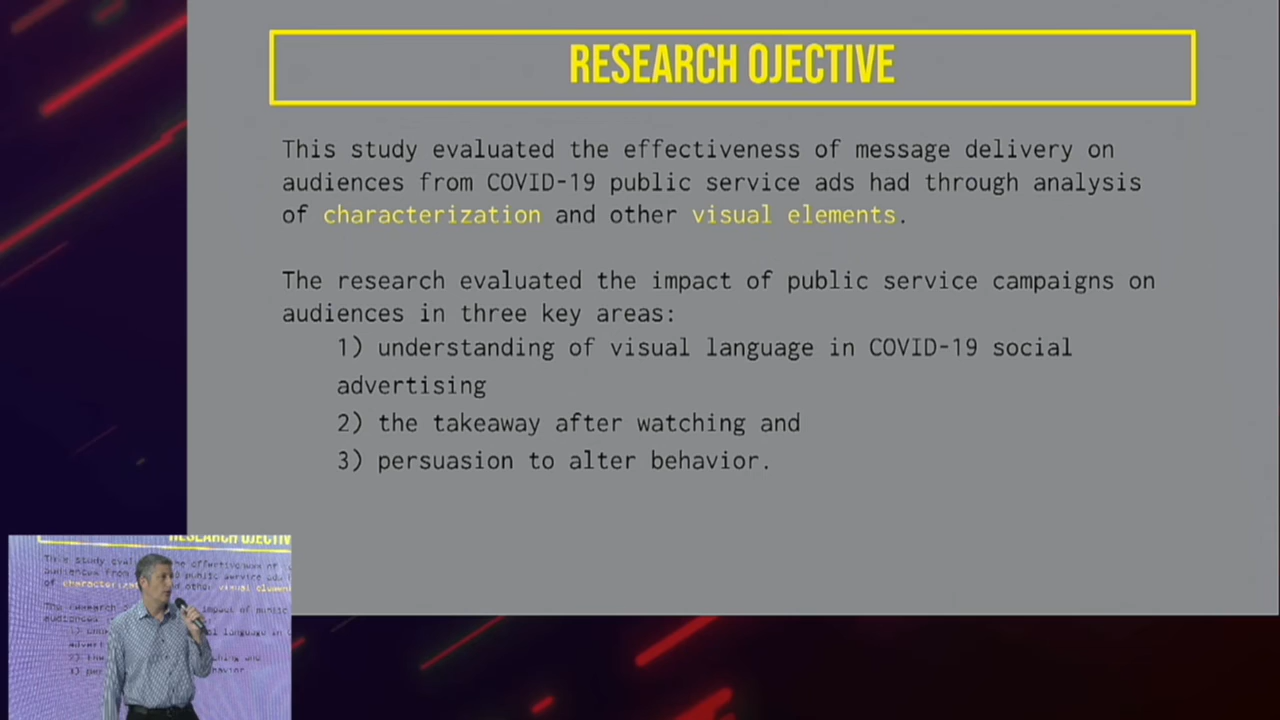 RESEARCH OJECTIVE
This study evaluated the effectiveness of message delivery on
audiences from COVID-19 public service ads had through analysis
of characterization and other visual elements.
The research evaluated the impact of public service campaigns on
audiences in three key areas:
1) understanding of visual language in COVID-19 social
advertising
2) the takeaway after watching and
3) persuasion to alter behavior.